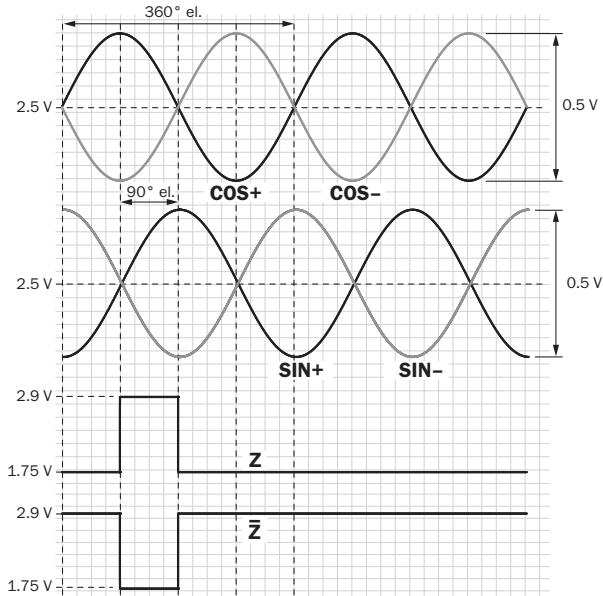 360° el.
2.5 V
0.5 V
COS+
COS–
90° el.
2.5 V
0.5 V
SIN+
SIN–
2.9 V
Z
1.75 V
2.9 V
Z̅
1.75 V